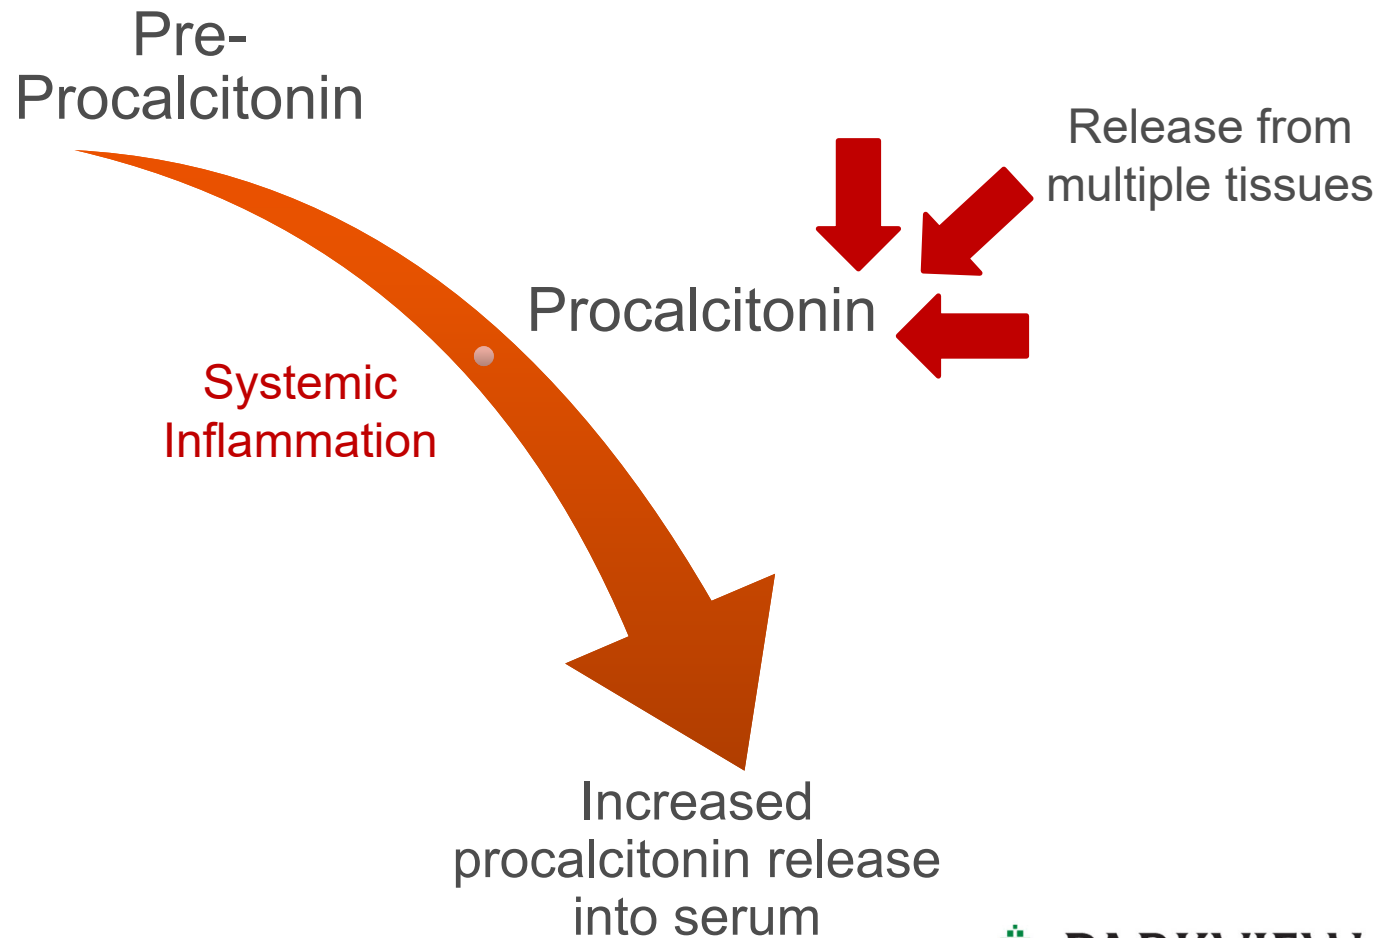 Pre-
Procalcitonin
Release from
multiple tissues
Procalcitonin
Systemic
Inflammation
Increased
procalcitonin release
into serum